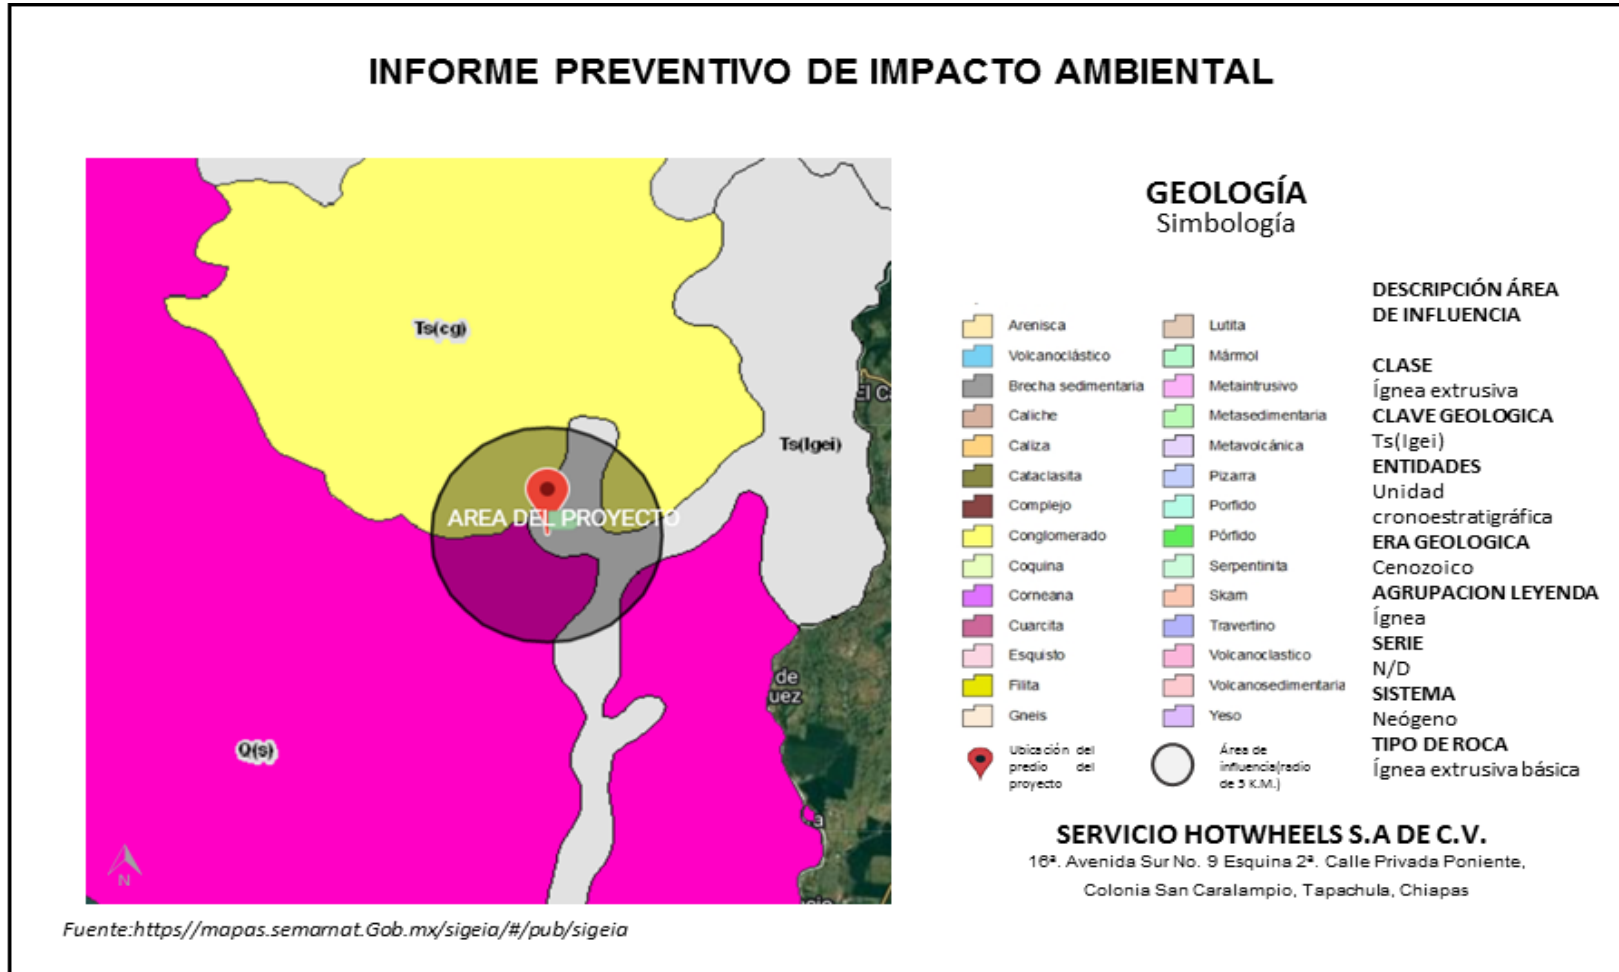 INFORME PREVENTIVO DE IMPACTO AMBIENTAL
Ts(cg)
Ts(Igei)
El C
AREA DEL PROYECTO
de
uez
Q(s)
a
N
Fuente:https//mapas.semarnat.Gob.mx/sigeia/#/pub/sigeia
GEOLOGÍA
Simbología
Arenisca
Volcanoclástico
Brecha sedimentaria
Caliche
Caliza
Cataclasita
Complejo
Conglomerado
Coquina
Corneana
Cuarcita
Esquisto
Filita
Gneis
Lutita
Mármol
Metaintrusivo
Metasedimentaria
Metavolcánica
Pizarra
Porfido
Pórfido
Serpentinita
Skarn
Travertino
Volcanoclastico
Volcanosedimentaria
Yeso
Ubicación del
predio del
proyecto
Área de
influencia(radio
de 5 K.M.)
DESCRIPCIÓN ÁREA
DE INFLUENCIA
CLASE
Ígnea extrusiva
CLAVE GEOLOGICA
Ts(Igei)
ENTIDADES
Unidad
cronoestratigráfica
ERA GEOLOGICA
Cenozoico
AGRUPACION LEYENDA
Ígnea
SERIE
N/D
SISTEMA
Neógeno
TIPO DE ROCA
Ígnea extrusiva básica
SERVICIO HOTWHEELS S.A DE C.V.
16ª. Avenida Sur No. 9 Esquina 2ª. Calle Privada Poniente,
Colonia San Caralampio, Tapachula, Chiapas